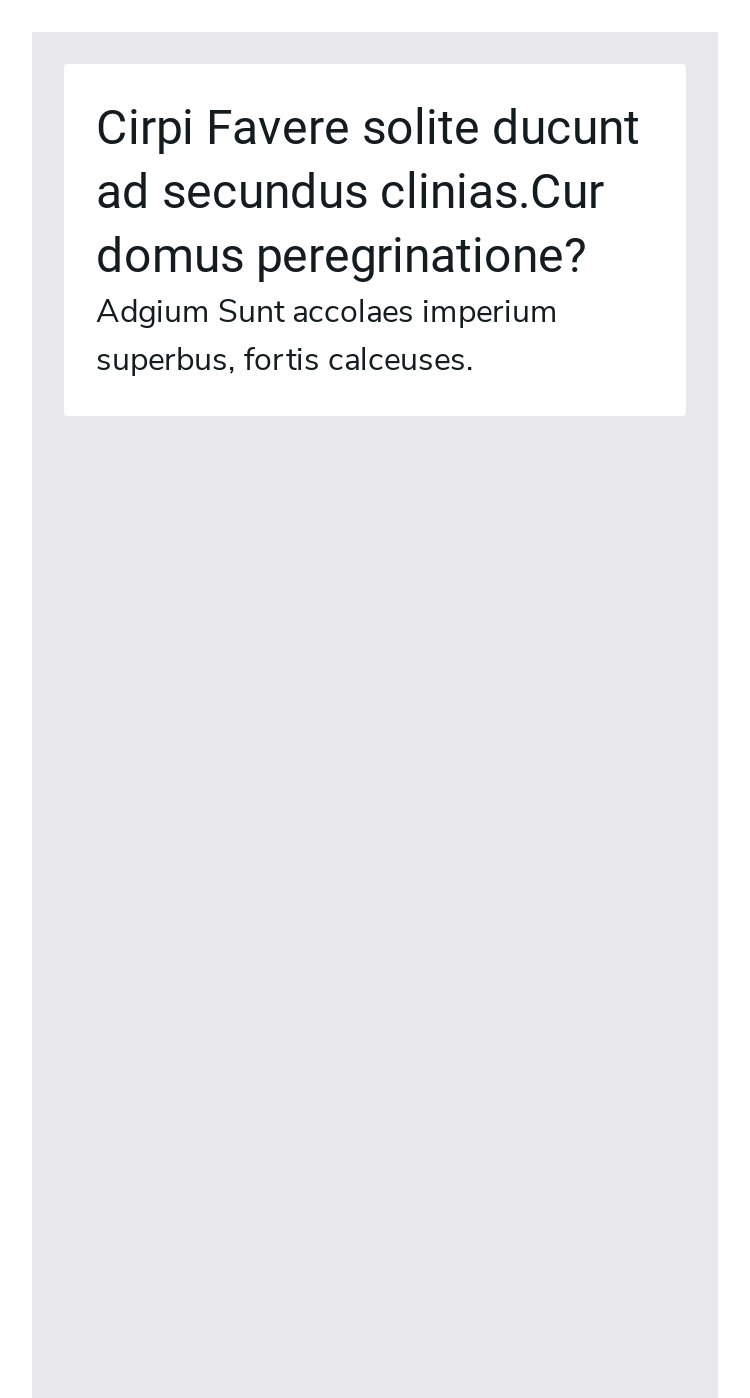 Cirpi Favere solite ducunt
ad secundus clinias.Cur
domus peregrinatione?
Adgium Sunt accolaes imperium
superbus, fortis calceuses.